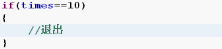 if(times==10)
{
//退出
}